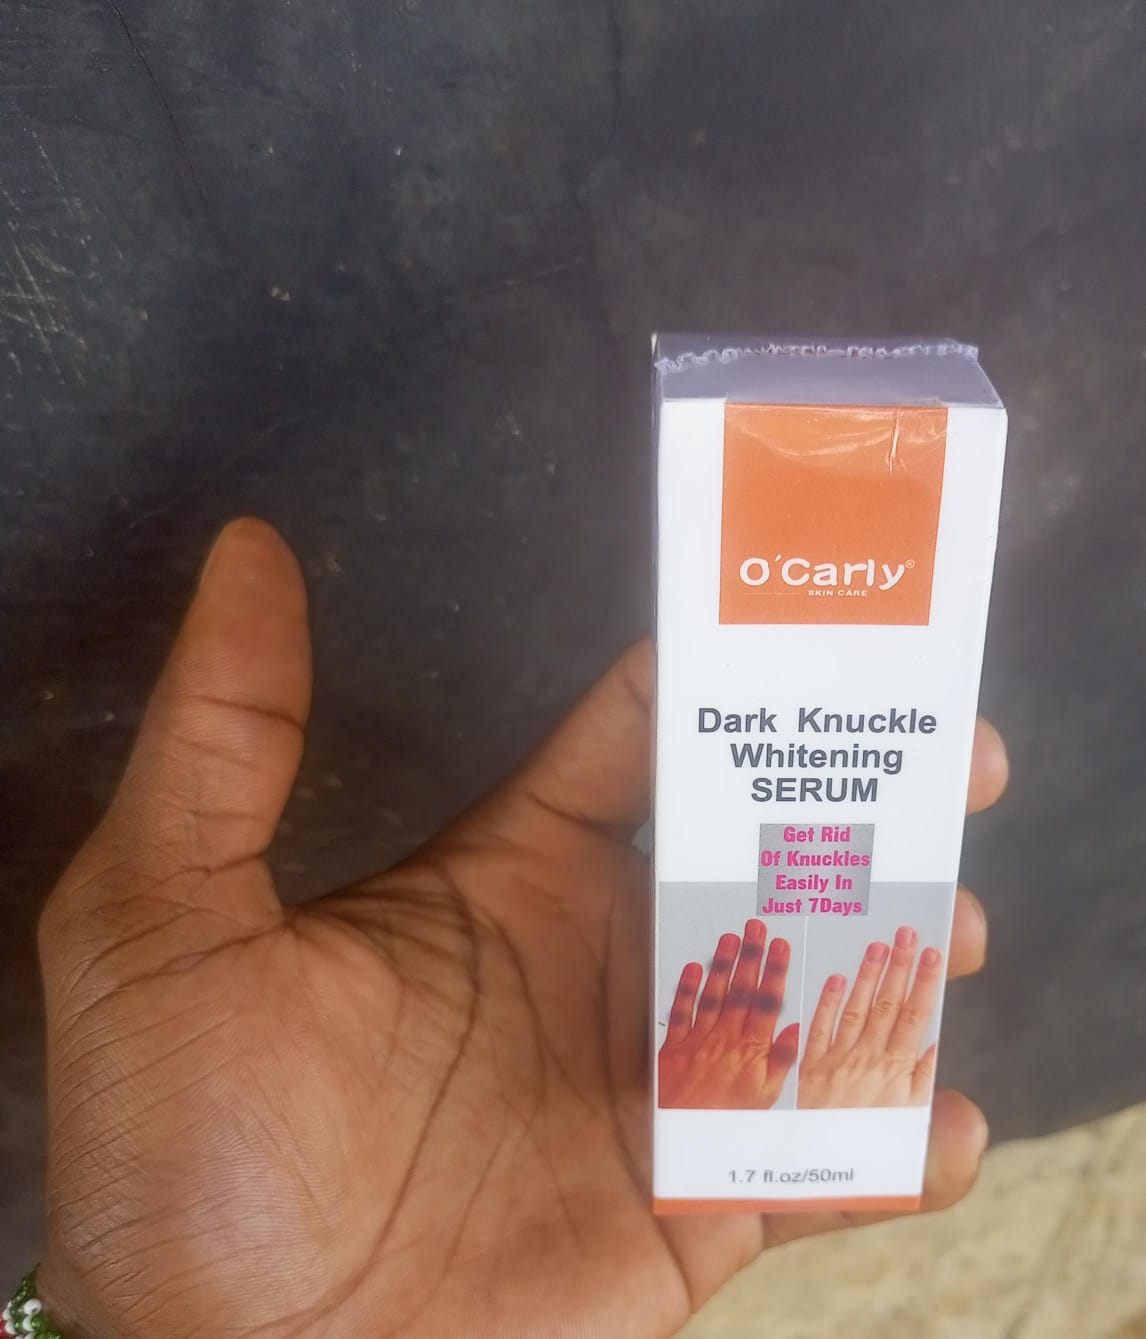 O'Carly®
SKIN CARE
Dark Knuckle
Whitening
SERUM
Get Rid
Of Knuckles
Easily In
Just 7Days
1.7 fl.oz/50ml